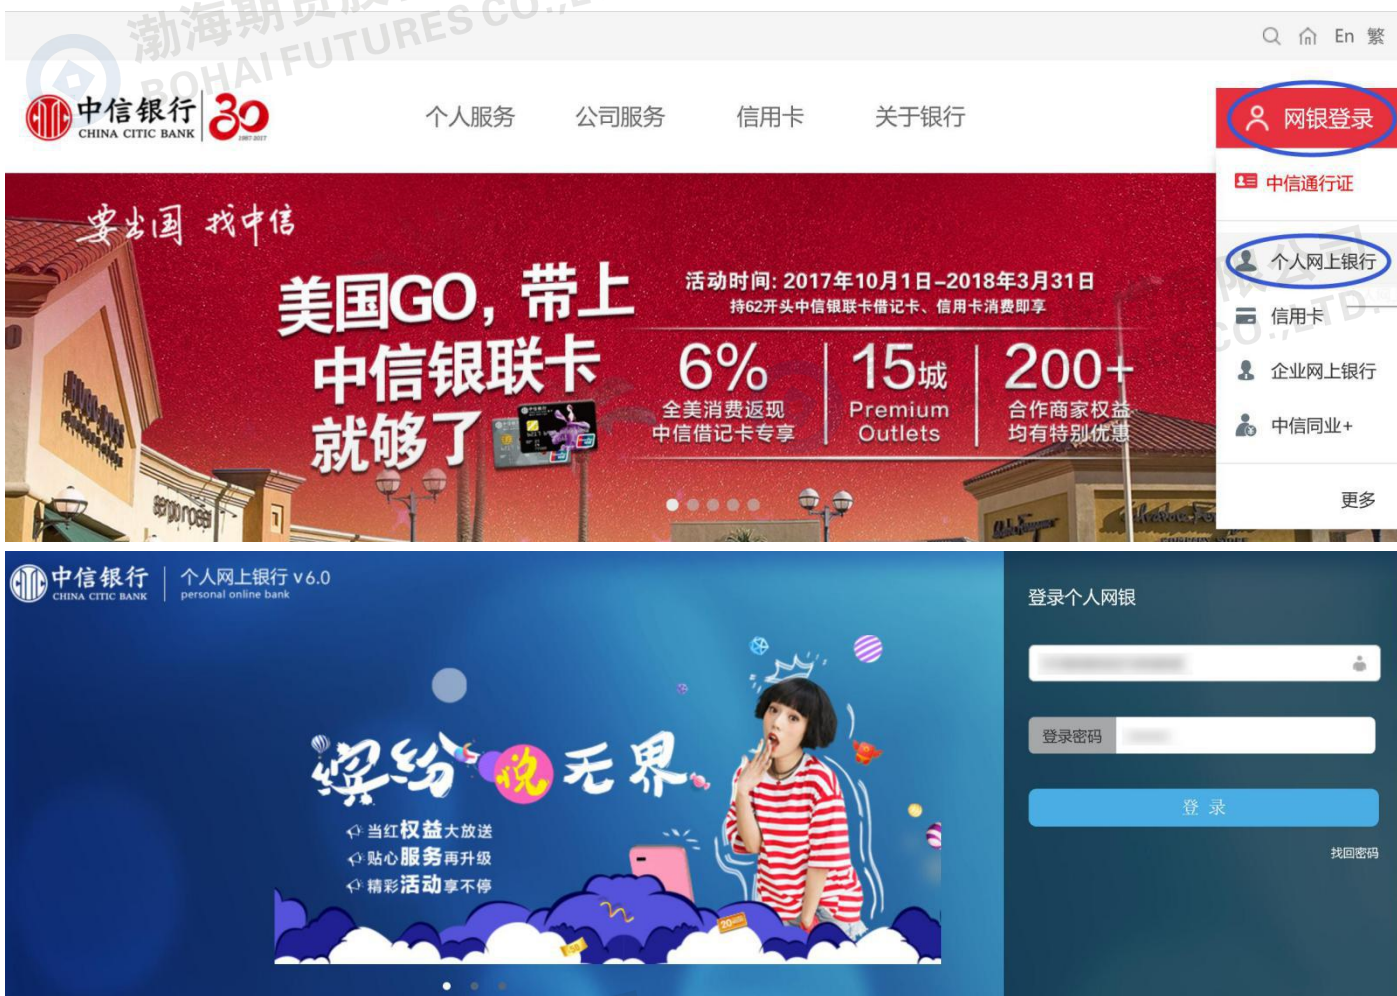 渤海期货股
BOHAI FUTURES CO.,L
En 繁
中信银行
CHINA CITIC BANK
30
1987-2017
个人服务 公司服务 信用卡 关于银行
网银登录
中信通行证
个人网上银行
信用卡
企业网上银行
中信同业+
更多
限公司
CO.,LTD.
要出国 找中信
美国GO，带上
中信银联卡
就够了
活动时间: 2017年10月1日-2018年3月31日
持62开头中信银联卡借记卡、信用卡消费即享
6%
全美消费返现
中信借记卡专享
15城
Premium
Outlets
200+
合作商家权益
均有特别优惠
中信银行
CHINA CITIC BANK
个人网上银行 v6.0
personal online bank
缤纷悦无界
当红权益大放送
贴心服务再升级
精彩活动享不停
登录个人网银
登录密码
登 录
找回密码